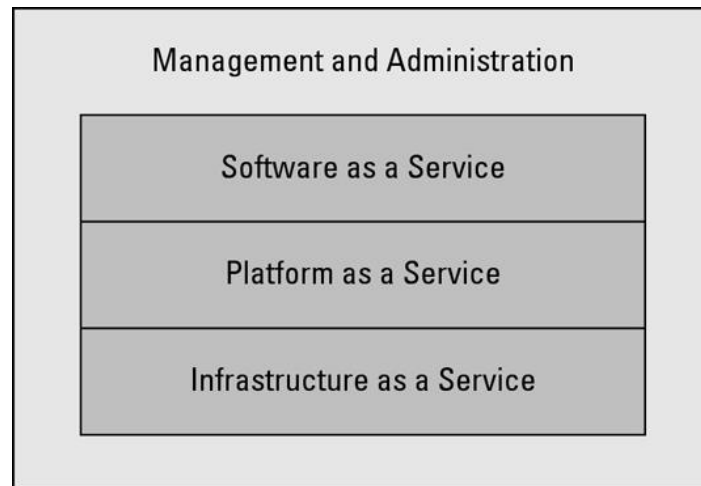 Management and Administration
Software as a Service
Platform as a Service
Infrastructure as a Service